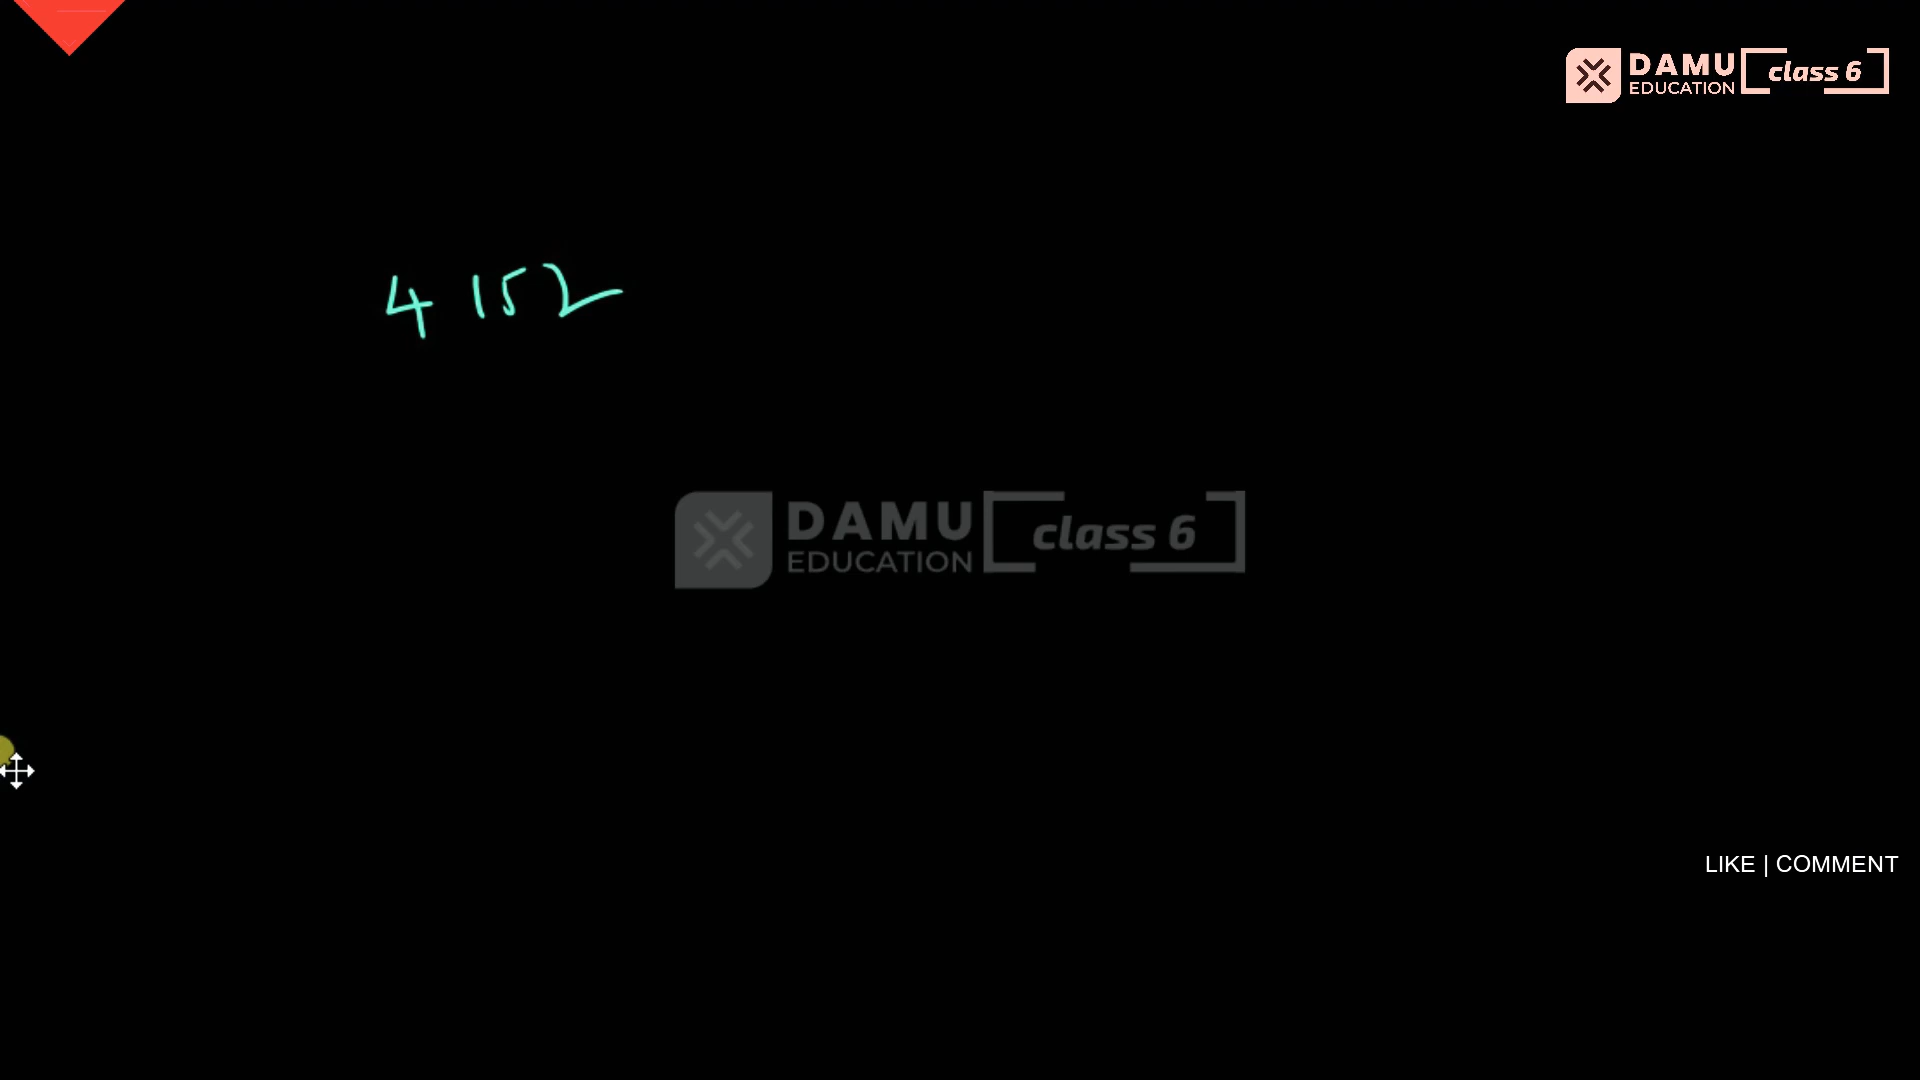 DAMU class 6
EDUCATION
4 152
DAMU class 6
EDUCATION
LIKE | COMMENT